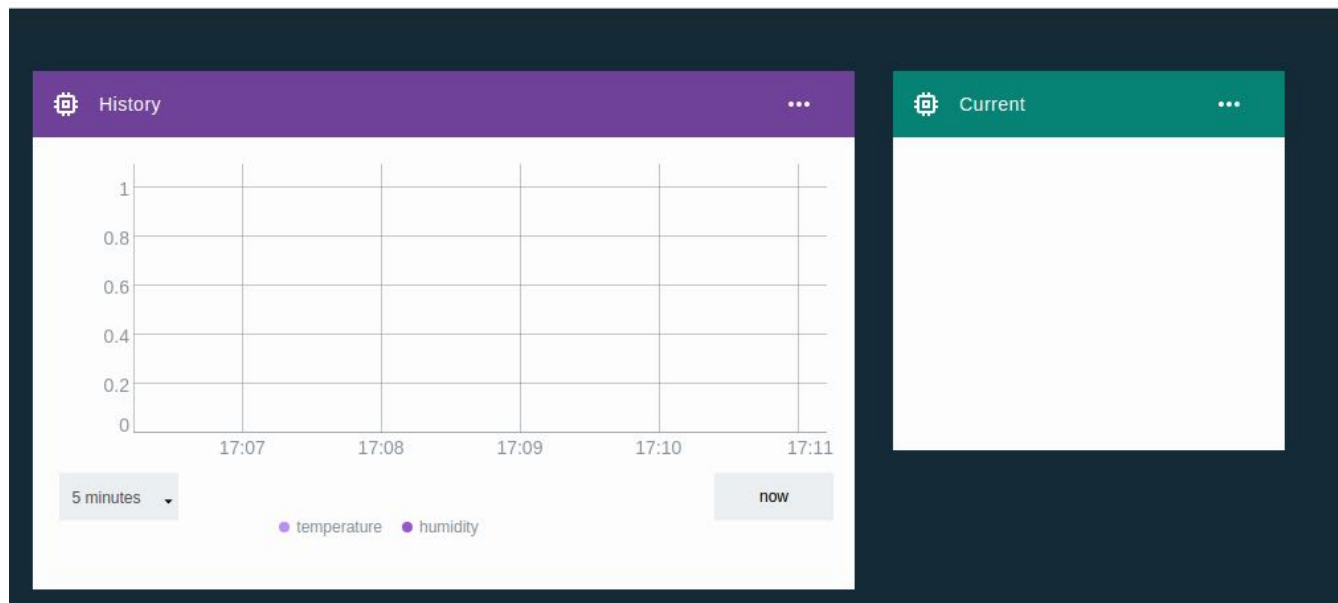 History
•••
Current
•••
1
0.8
0.6
0.4
0.2
0
17:07 17:08 17:09 17:10 17:11
5 minutes
now
temperature humidity